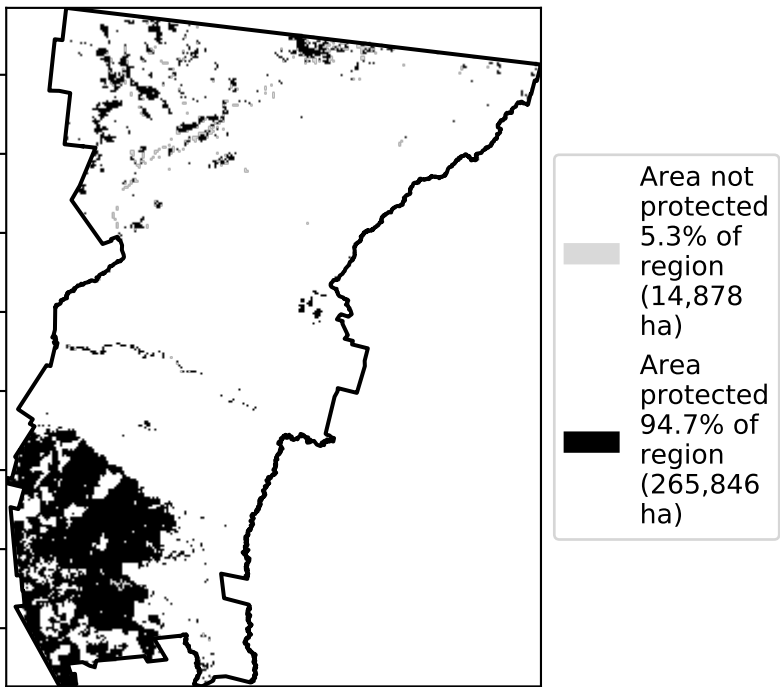 Area not
protected
5.3% of
region
(14,878
ha)
Area
protected
94.7% of
region
(265,846
ha)